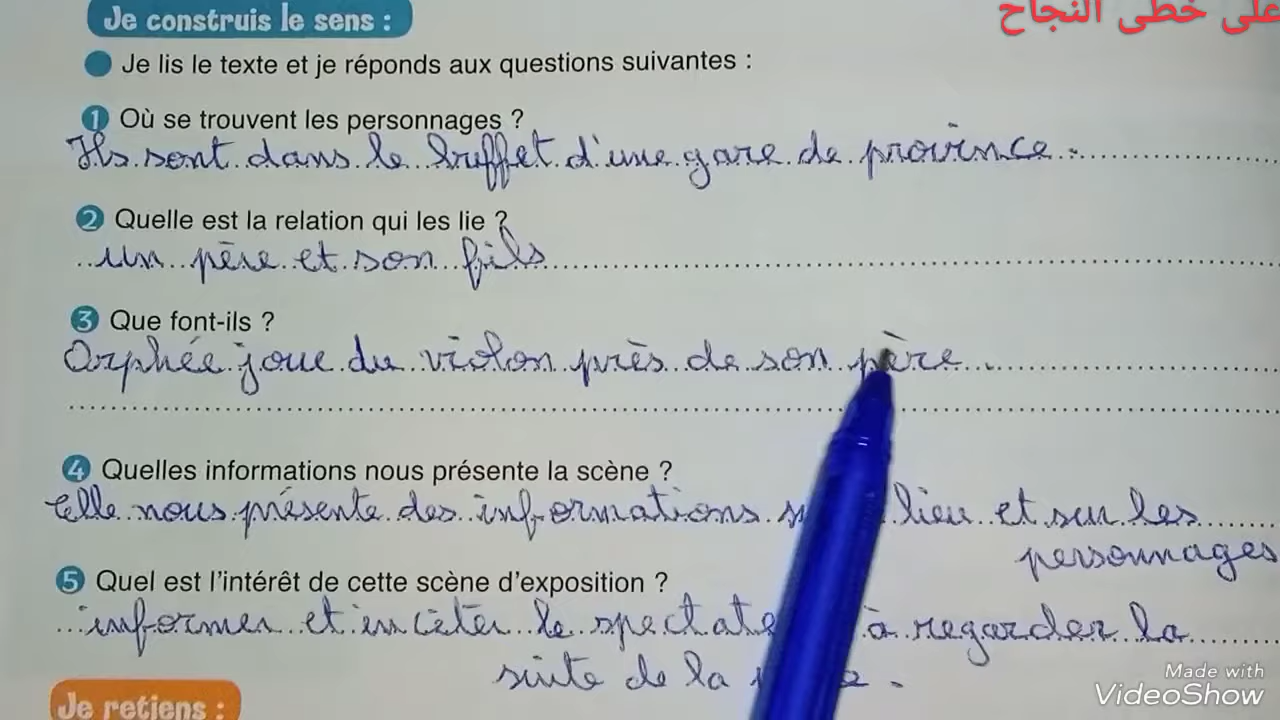 على خطى النجاح
Je construis le sens :
Je lis le texte et je réponds aux questions suivantes :
1 Où se trouvent les personnages ?
Ils sont dans le buffet d'une gare de province.
2 Quelle est la relation qui les lie ?
un père et son fils
3 Que font-ils ?
Orphée joue du violon près de son père.
4 Quelles informations nous présente la scène ?
Elle nous présente des informations lieu et sur les
personnages
5 Quel est l'intérêt de cette scène d'exposition ?
informer et inciter le à regarder la
suite de la
Je retiens :
Made with
VideoShow